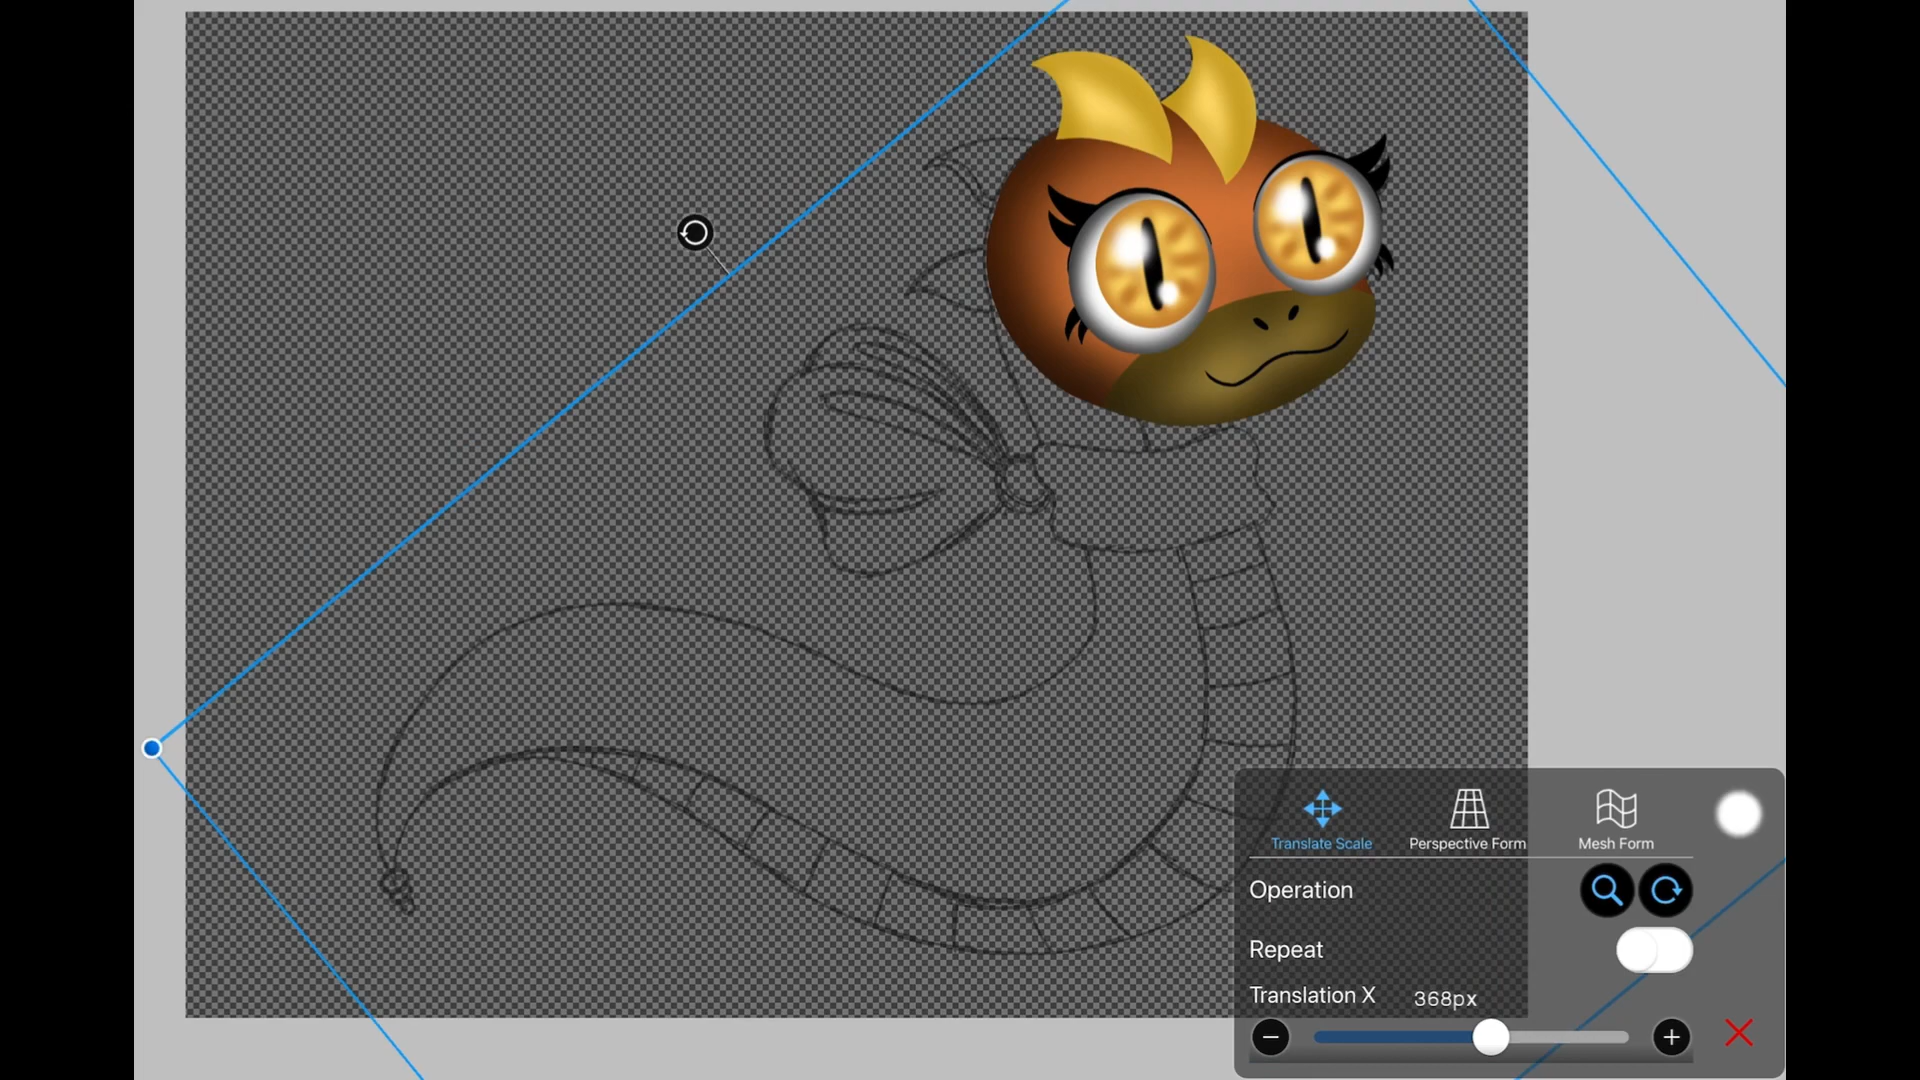 Translate Scale
Perspective Form
Mesh Form
Operation
Repeat
Translation X 368px